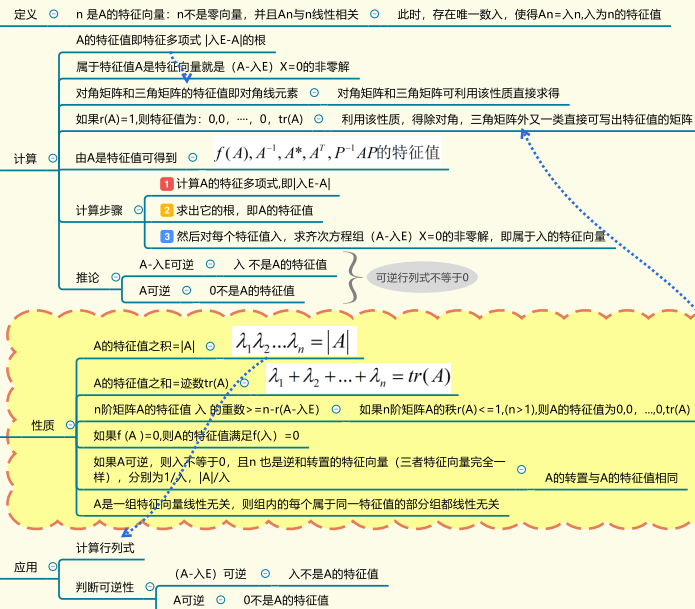 定义 n 是A的特征向量：n不是零向量，并且An与n线性相关 此时，存在唯一数入，使得An=入n,入为n的特征值
A的特征值即特征多项式 |入E-A|的根
属于特征值A是特征向量就是（A-入E）X=0的非零解
对角矩阵和三角矩阵的特征值即对角线元素 对角矩阵和三角矩阵可利用该性质直接求得
如果r(A)=1,则特征值为：0,0，····，0，tr(A) 利用该性质，得除对角，三角矩阵外又一类直接可写出特征值的矩阵
计算 由A是特征值可得到 f(A), A⁻¹, A*, Aᵀ, P⁻¹AP的特征值
1 计算A的特征多项式,即|入E-A|
计算步骤 2 求出它的根，即A的特征值
3 然后对每个特征值入，求齐次方程组（A-入E）X=0的非零解，即属于入的特征向量
A-入E可逆 入 不是A的特征值
推论 可逆行列式不等于0
A可逆 0不是A的特征值
A的特征值之积=|A| λ₁λ₂...λₙ=|A|
A的特征值之和=迹数tr(A) λ₁+λ₂+...+λₙ=tr(A)
n阶矩阵A的特征值 入 的重数>=n-r(A-入E） 如果n阶矩阵A的秩r(A)<=1,(n>1),则A的特征值为0,0，...,0,tr(A)
性质
如果f (A )=0,则A的特征值满足f(入）=0
如果A可逆，则入不等于0，且n 也是逆和转置的特征向量（三者特征向量完全一
样），分别为1/入，|A|/入 A的转置与A的特征值相同
A是一组特征向量线性无关，则组内的每个属于同一特征值的部分组都线性无关
计算行列式
应用
（A-入E）可逆 入不是A的特征值
判断可逆性
A可逆 0不是A的特征值